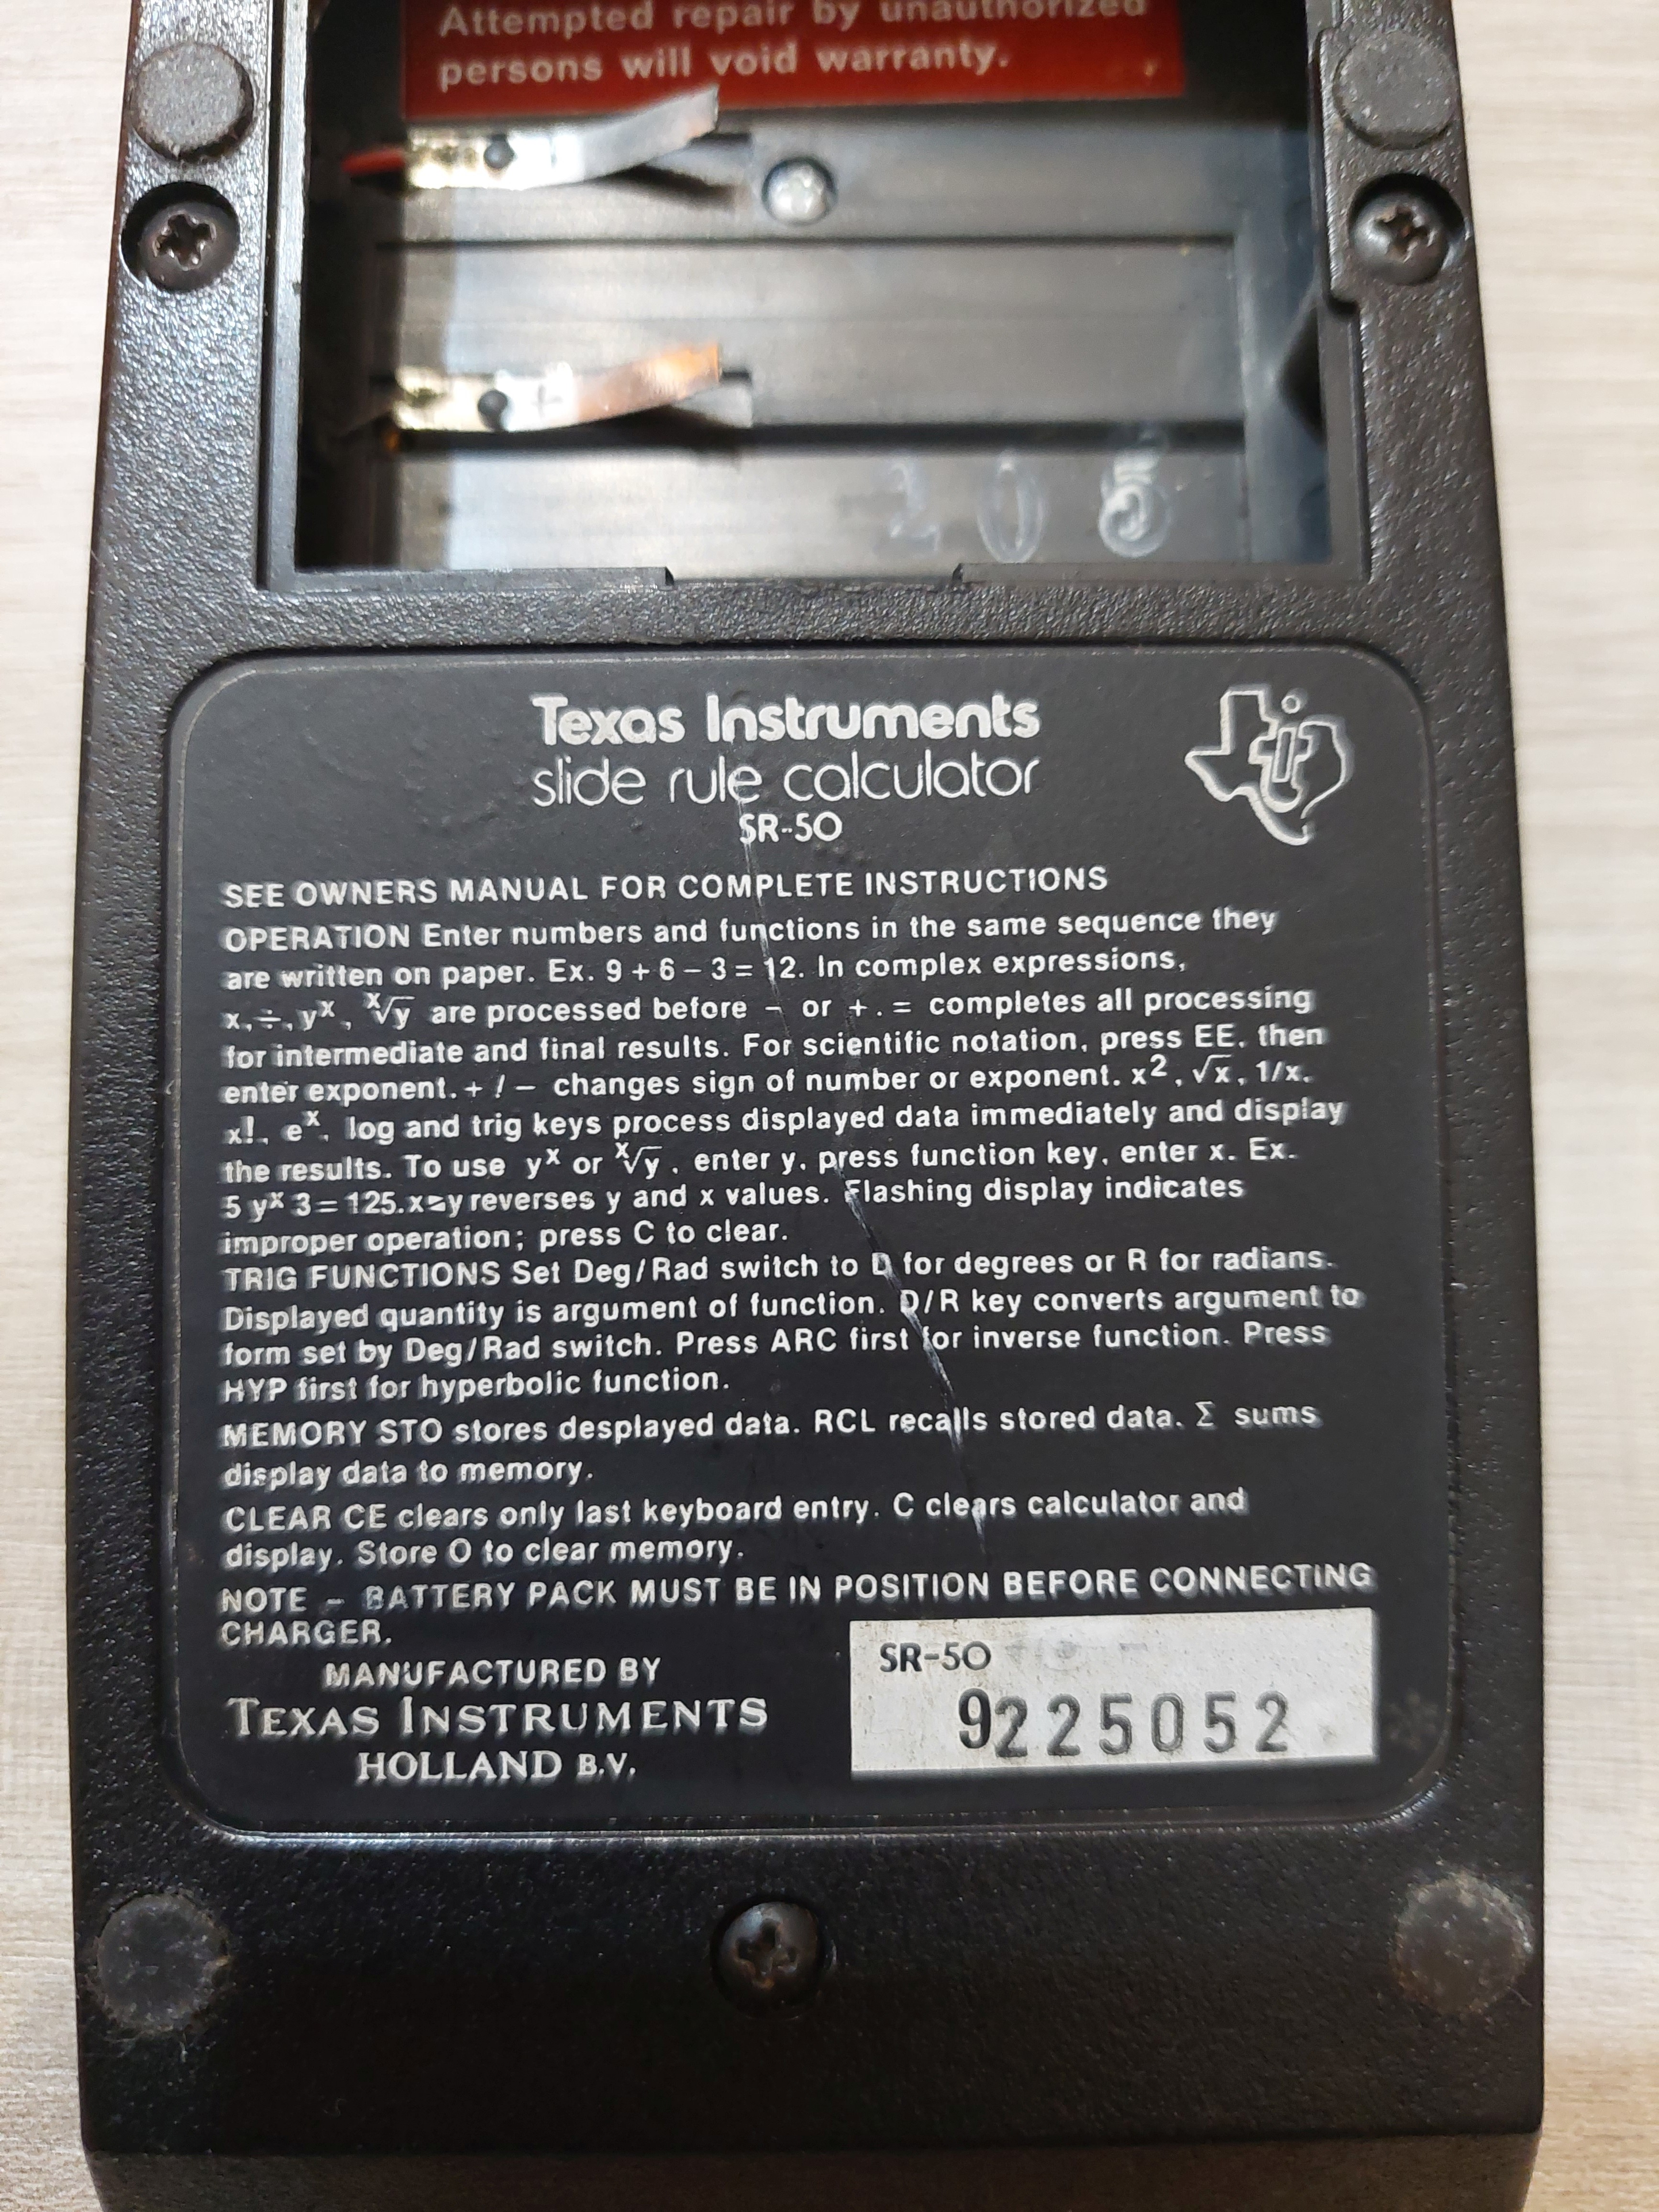 Attempted repair by unauthorized
persons will void warranty.
Texas Instruments
slide rule calculator
SR-50
SEE OWNERS MANUAL FOR COMPLETE INSTRUCTIONS
OPERATION Enter numbers and functions in the same sequence they
are written on paper. Ex. 9 + 6 – 3 = 12. In complex expressions,
x, ÷, yˣ, ˣ√y are processed before – or + . = completes all processing
for intermediate and final results. For scientific notation, press EE, then
enter exponent. + / – changes sign of number or exponent. x², √x, 1/x,
x!, eˣ, log and trig keys process displayed data immediately and display
the results. To use yˣ or ˣ√y, enter y, press function key, enter x. Ex.
5 yˣ 3 = 125. x⇄y reverses y and x values. Flashing display indicates
improper operation; press C to clear.
TRIG FUNCTIONS Set Deg/Rad switch to D for degrees or R for radians.
Displayed quantity is argument of function. D/R key converts argument to
form set by Deg/Rad switch. Press ARC first for inverse function. Press
HYP first for hyperbolic function.
MEMORY STO stores desplayed data. RCL recalls stored data. Σ sums
display data to memory.
CLEAR CE clears only last keyboard entry. C clears calculator and
display. Store O to clear memory.
NOTE – BATTERY PACK MUST BE IN POSITION BEFORE CONNECTING
CHARGER.
MANUFACTURED BY
TEXAS INSTRUMENTS
HOLLAND B.V.
SR-50
9225052